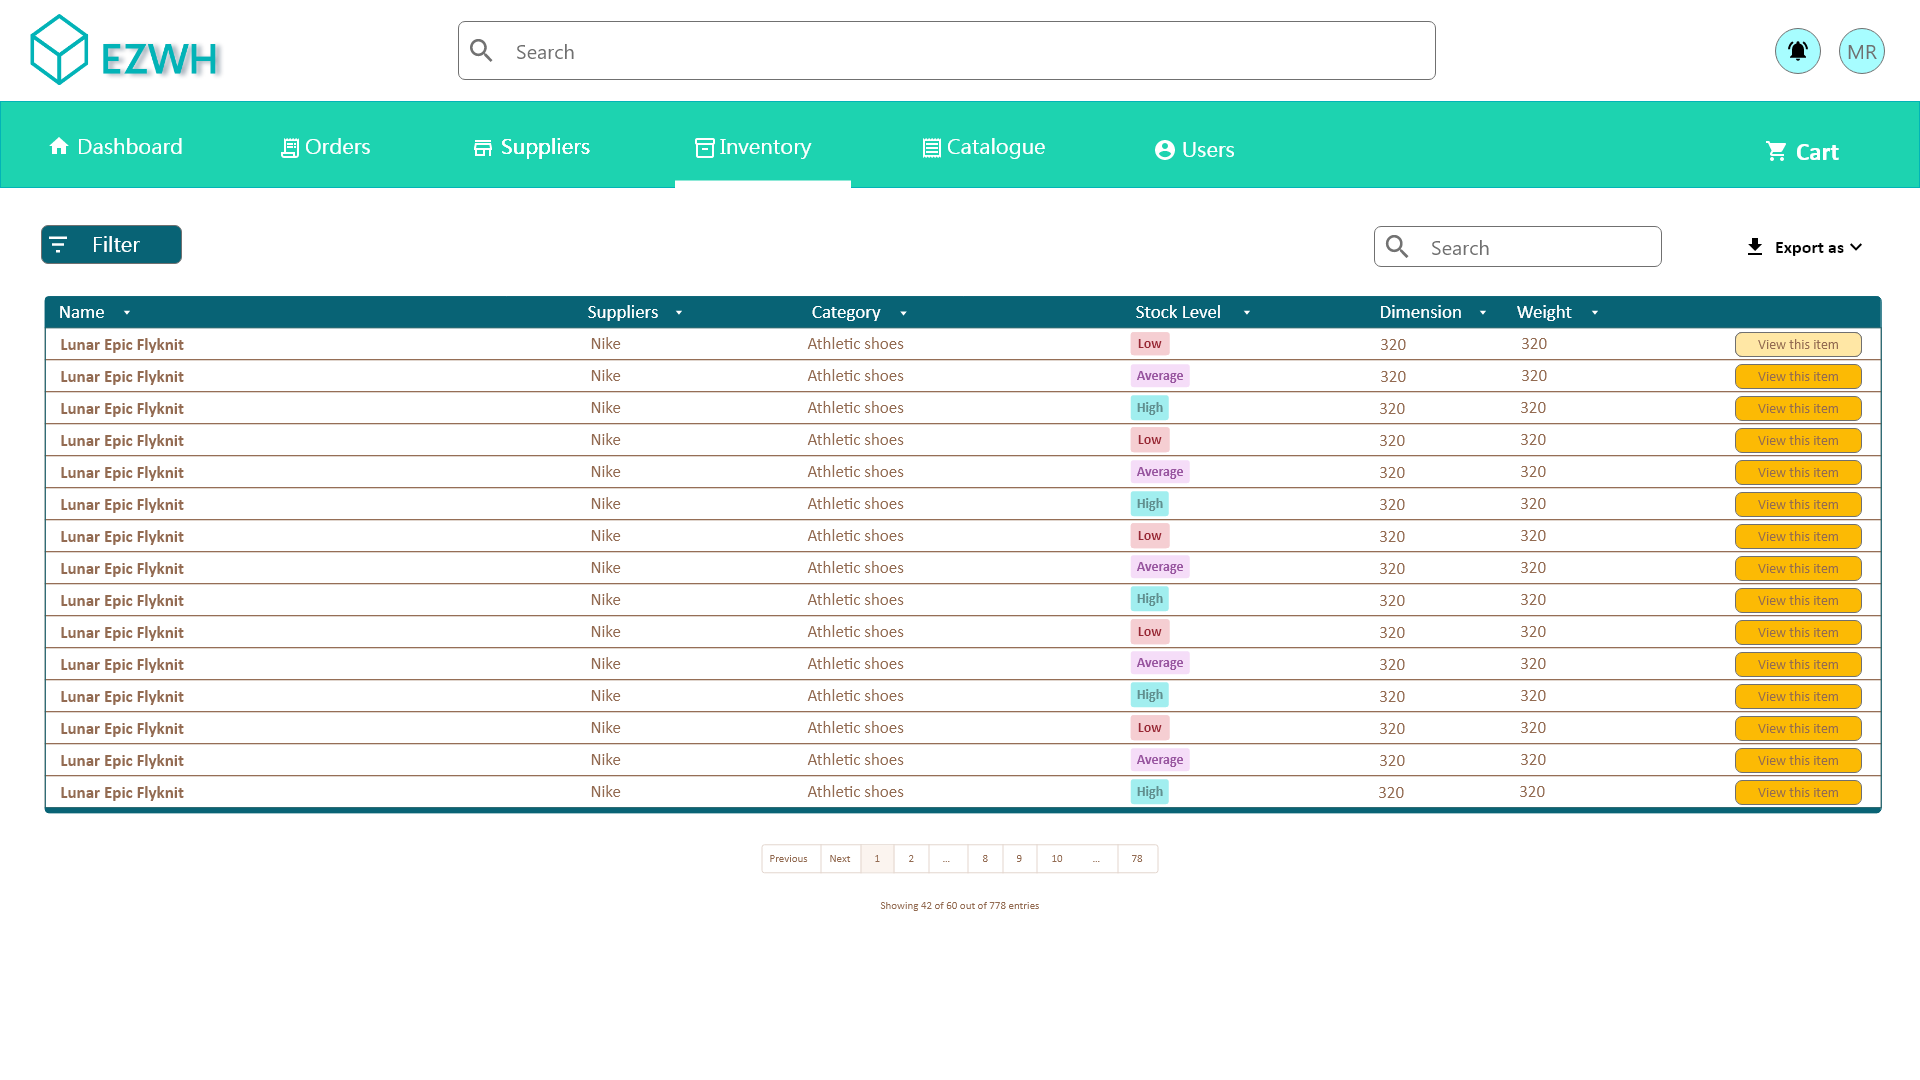 EZWH
Search
MR
Dashboard Orders Suppliers Inventory Catalogue Users Cart
Filter Search Export as
Name Suppliers Category Stock Level Dimension Weight
Lunar Epic Flyknit Nike Athletic shoes Low 320 320 View this item
Lunar Epic Flyknit Nike Athletic shoes Average 320 320 View this item
Lunar Epic Flyknit Nike Athletic shoes High 320 320 View this item
Lunar Epic Flyknit Nike Athletic shoes Low 320 320 View this item
Lunar Epic Flyknit Nike Athletic shoes Average 320 320 View this item
Lunar Epic Flyknit Nike Athletic shoes High 320 320 View this item
Lunar Epic Flyknit Nike Athletic shoes Low 320 320 View this item
Lunar Epic Flyknit Nike Athletic shoes Average 320 320 View this item
Lunar Epic Flyknit Nike Athletic shoes High 320 320 View this item
Lunar Epic Flyknit Nike Athletic shoes Low 320 320 View this item
Lunar Epic Flyknit Nike Athletic shoes Average 320 320 View this item
Lunar Epic Flyknit Nike Athletic shoes High 320 320 View this item
Lunar Epic Flyknit Nike Athletic shoes Low 320 320 View this item
Lunar Epic Flyknit Nike Athletic shoes Average 320 320 View this item
Lunar Epic Flyknit Nike Athletic shoes High 320 320 View this item
Previous Next 1 2 ... 8 9 10 ... 78
Showing 42 of 60 out of 778 entries